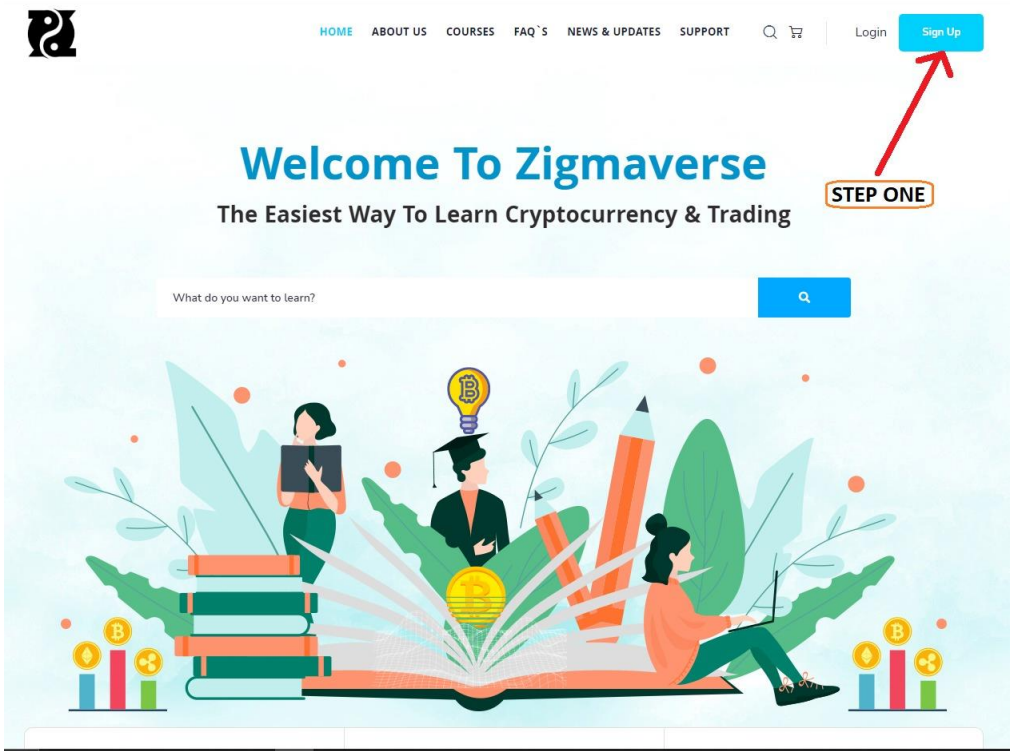 HOME ABOUT US COURSES FAQ`S NEWS & UPDATES SUPPORT Login Sign Up
STEP ONE
Welcome To Zigmaverse
The Easiest Way To Learn Cryptocurrency & Trading
What do you want to learn?